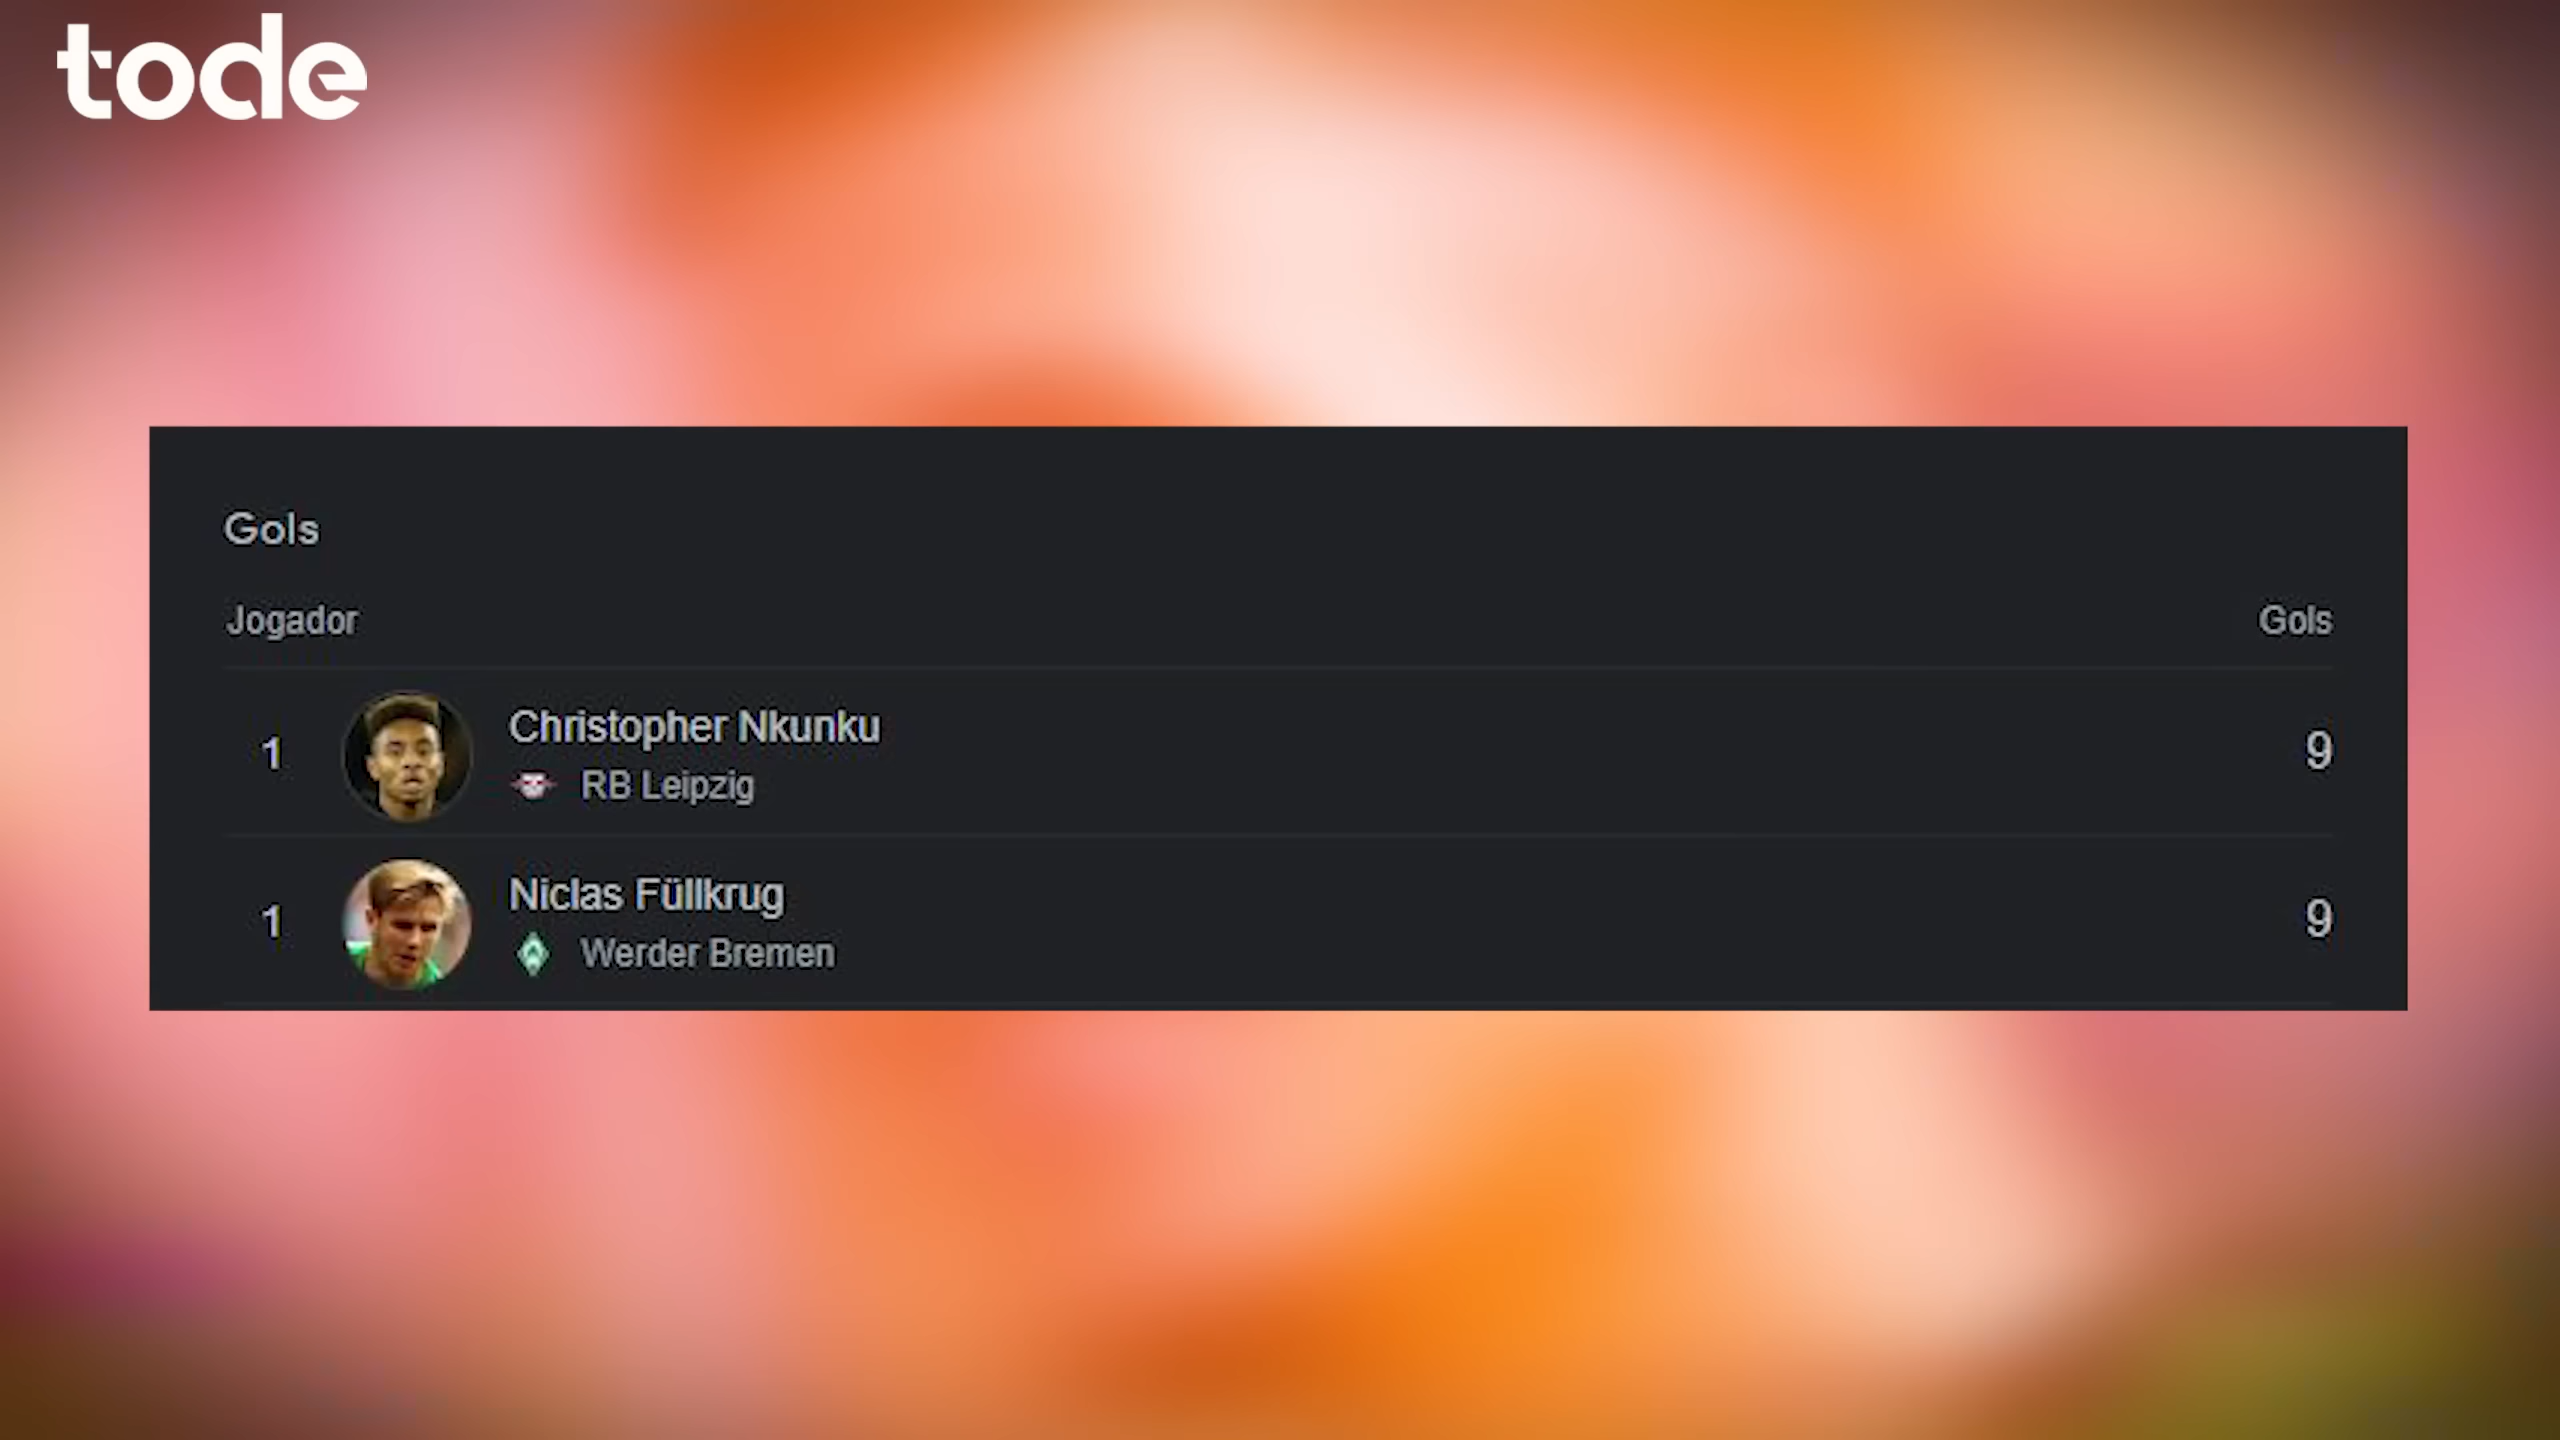 tode
Gols
Jogador Gols
1 Christopher Nkunku 9
RB Leipzig
1 Niclas Füllkrug 9
Werder Bremen